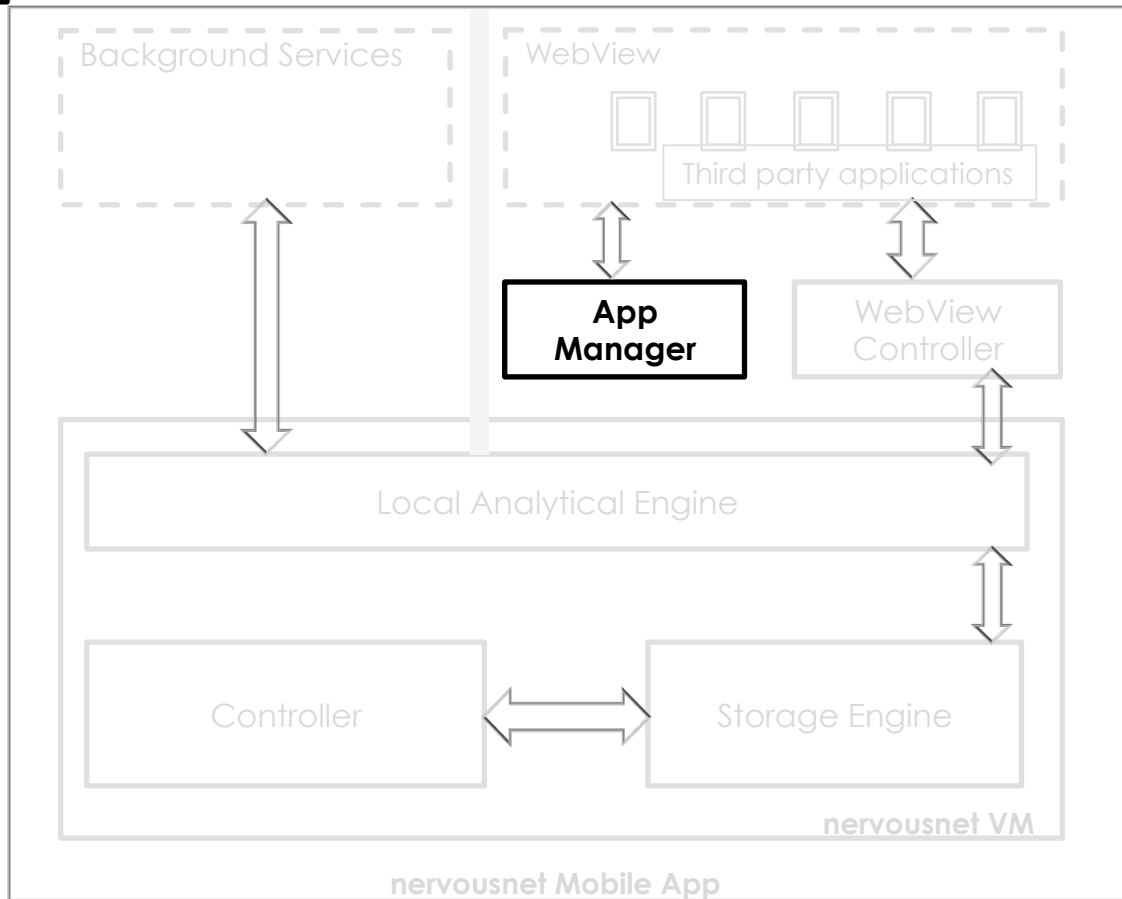 Background Services
WebView
Third party applications
App
Manager
WebView
Controller
Local Analytical Engine
Controller
Storage Engine
nervousnet VM
nervousnet Mobile App